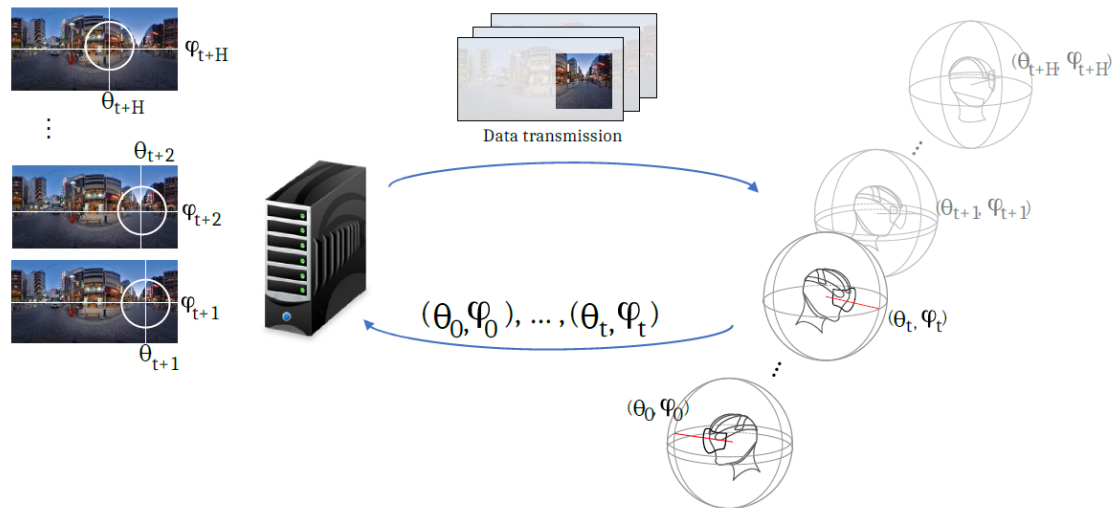 φt+H
θt+H
⋮
θt+2
φt+2
φt+1
θt+1
Data transmission
(θ0,φ0), ... ,(θt,φt)
(θt+H, φt+H)
(θt+1, φt+1)
(θt, φt)
(θ0,φ0)